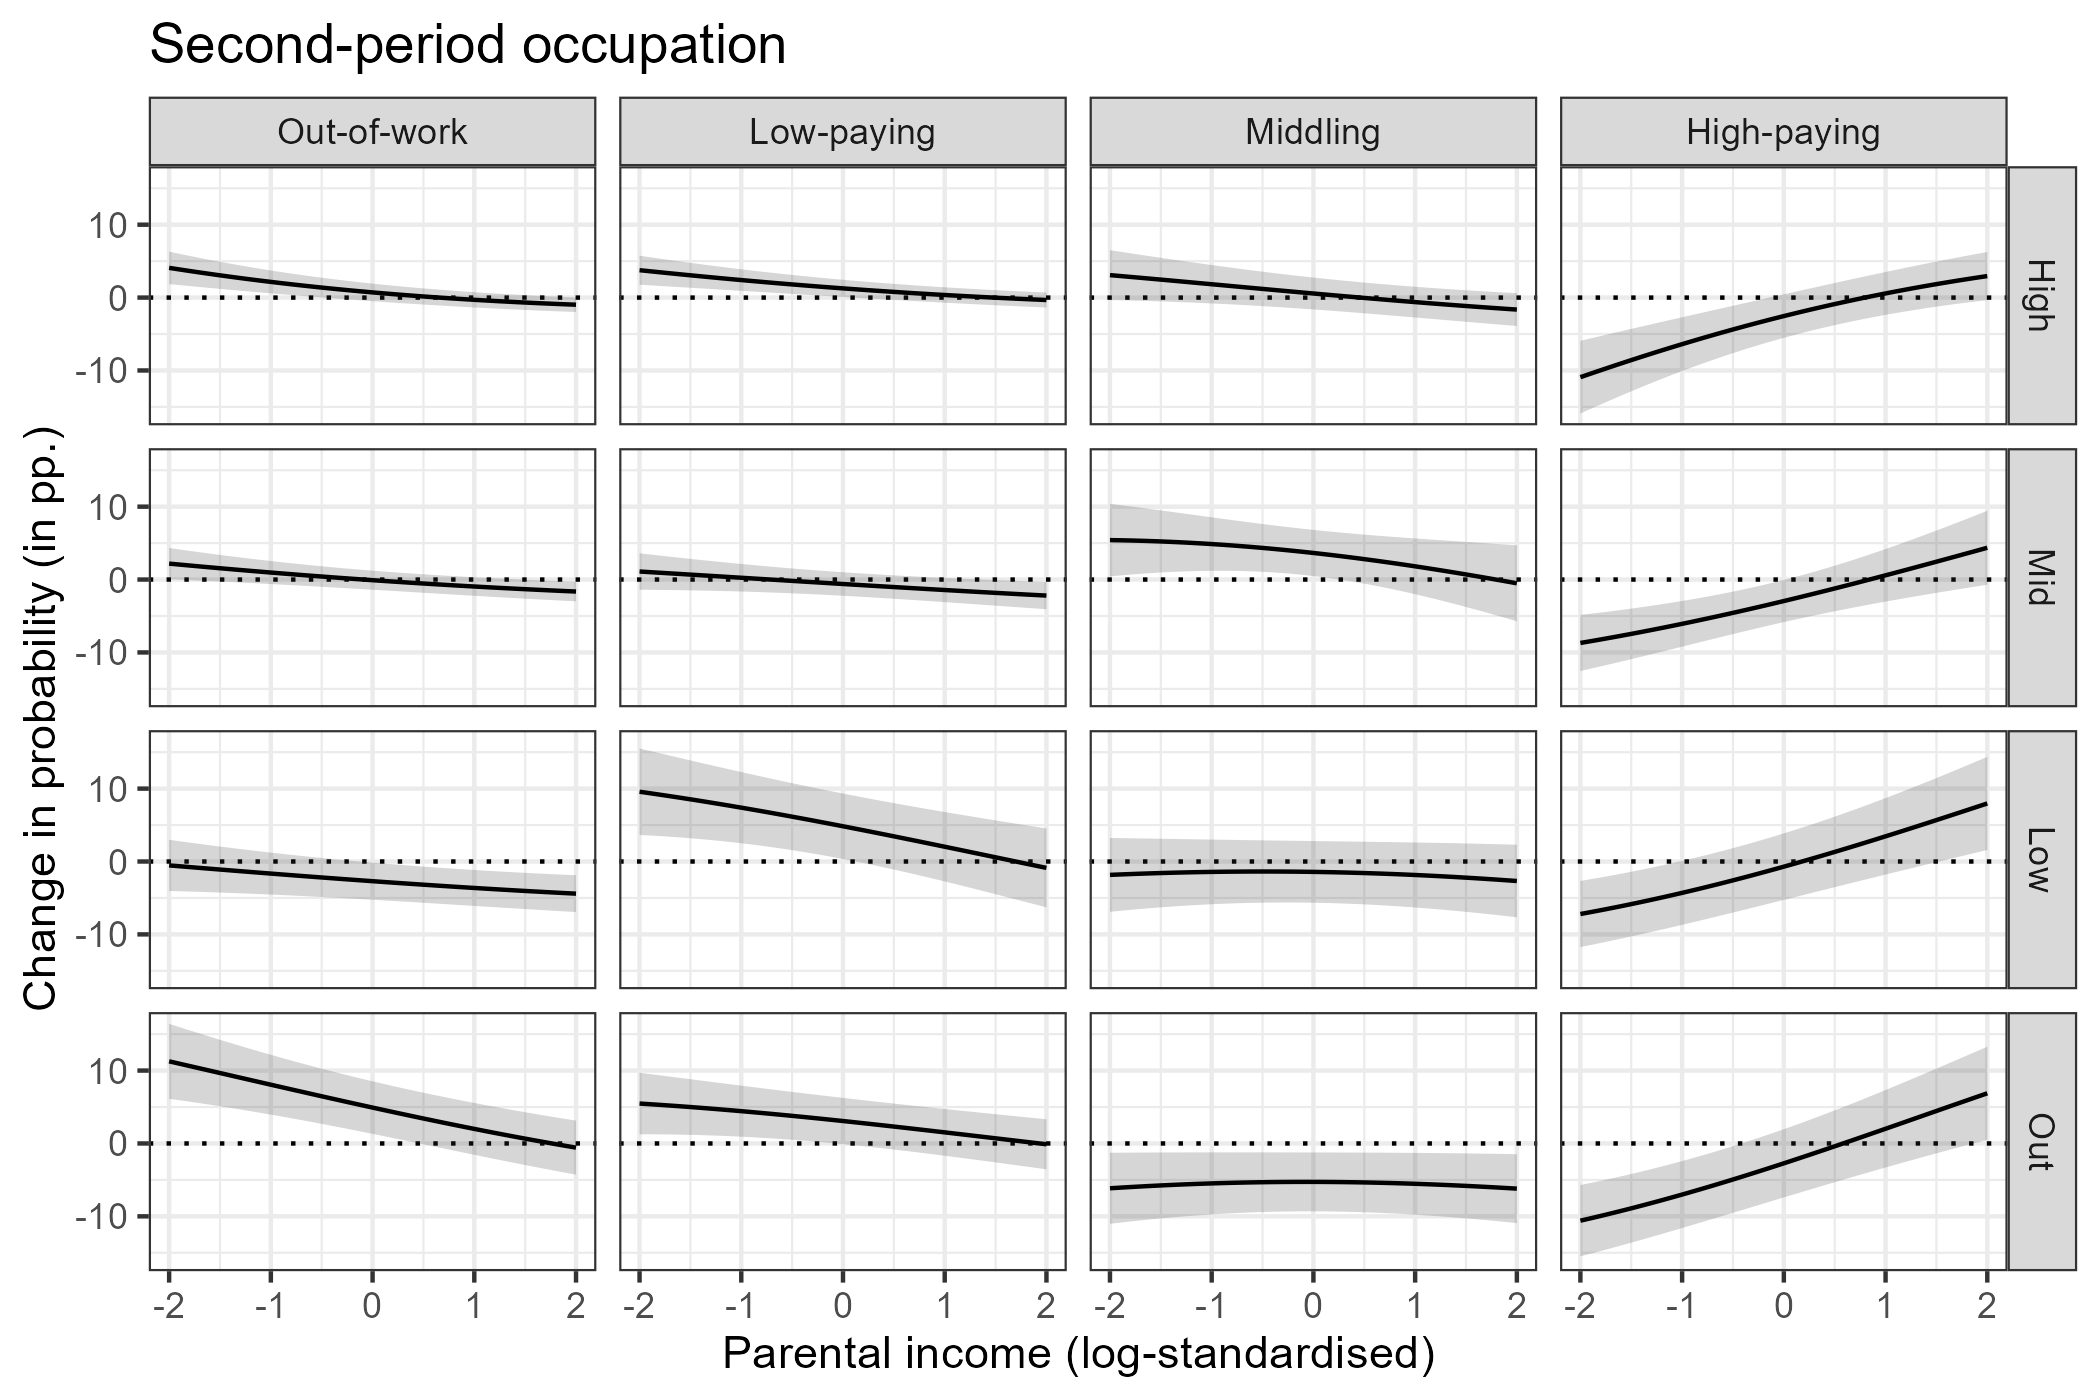 Second-period occupation
Out-of-work Low-paying Middling High-paying
10
0
-10
High
10
0
-10
Mid
10
0
-10
Low
10
0
-10
Out
-2 -1 0 1 2 -2 -1 0 1 2 -2 -1 0 1 2 -2 -1 0 1 2
Parental income (log-standardised)
Change in probability (in pp.)